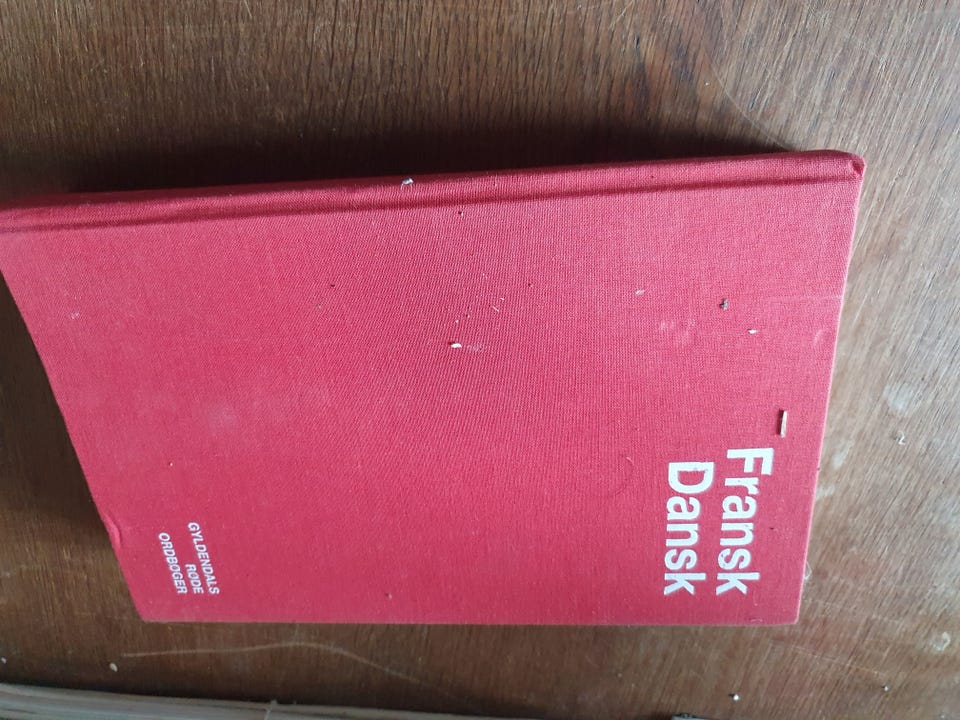 Fransk
Dansk
GYLDENDALS
RØDE
ORDBØGER